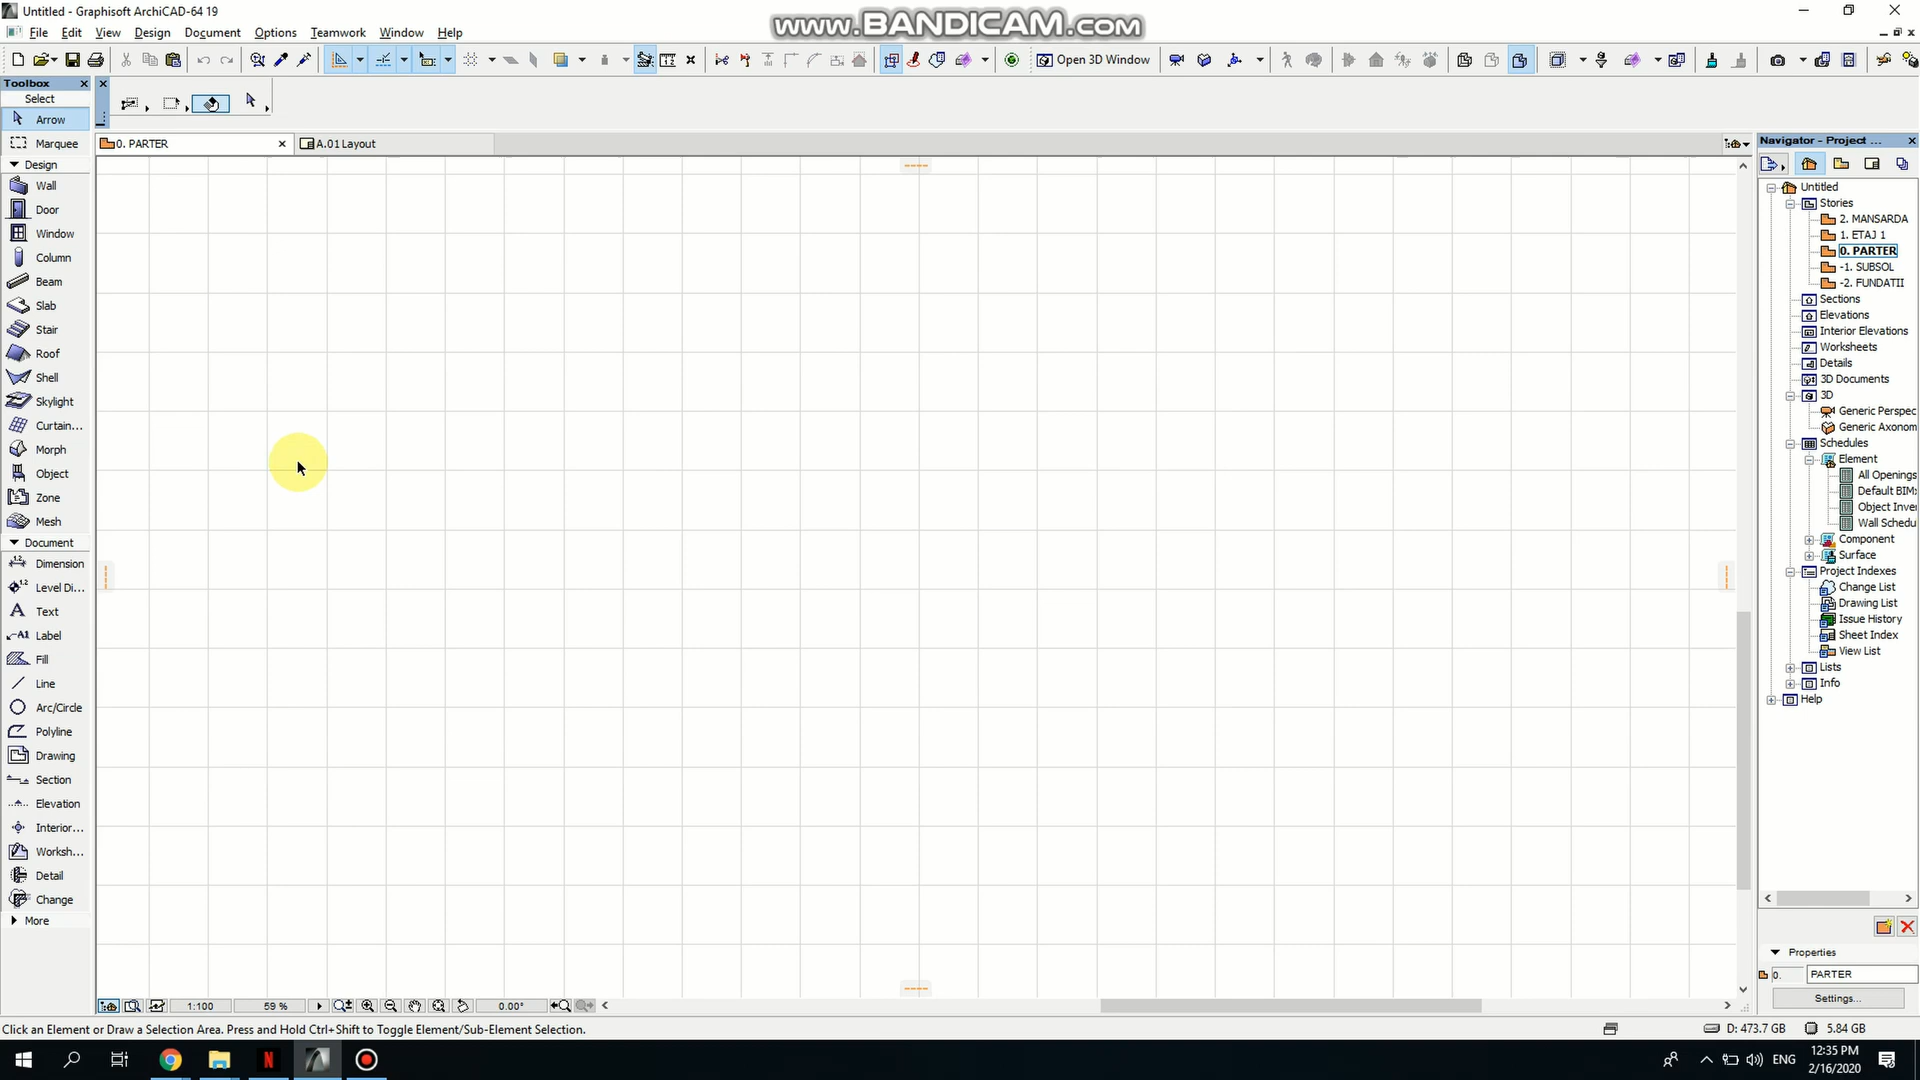 Untitled - Graphisoft ArchiCAD-64 19
www.BANDICAM.com
File Edit View Design Document Options Teamwork Window Help
Open 3D Window
Toolbox
Select
Arrow
Marquee
Design
Wall
Door
Window
Column
Beam
Slab
Stair
Roof
Shell
Skylight
Curtain...
Morph
Object
Zone
Mesh
Document
Dimension
Level Di...
Text
Label
Fill
Line
Arc/Circle
Polyline
Drawing
Section
Elevation
Interior...
Worksh...
Detail
Change
More
0. PARTER
A.01 Layout
Navigator - Project ...
Untitled
Stories
2. MANSARDA
1. ETAJ 1
0. PARTER
-1. SUBSOL
-2. FUNDATII
Sections
Elevations
Interior Elevations
Worksheets
Details
3D Documents
3D
Generic Perspec
Generic Axonom
Schedules
Element
All Openings
Default BIM
Object Inve
Wall Schedu
Component
Surface
Project Indexes
Change List
Drawing List
Issue History
Sheet Index
View List
Lists
Info
Help
Properties
0. PARTER
Settings...
1:100 59 % 0.00°
Click an Element or Draw a Selection Area. Press and Hold Ctrl+Shift to Toggle Element/Sub-Element Selection.
D: 473.7 GB 5.84 GB
ENG
12:35 PM
2/16/2020